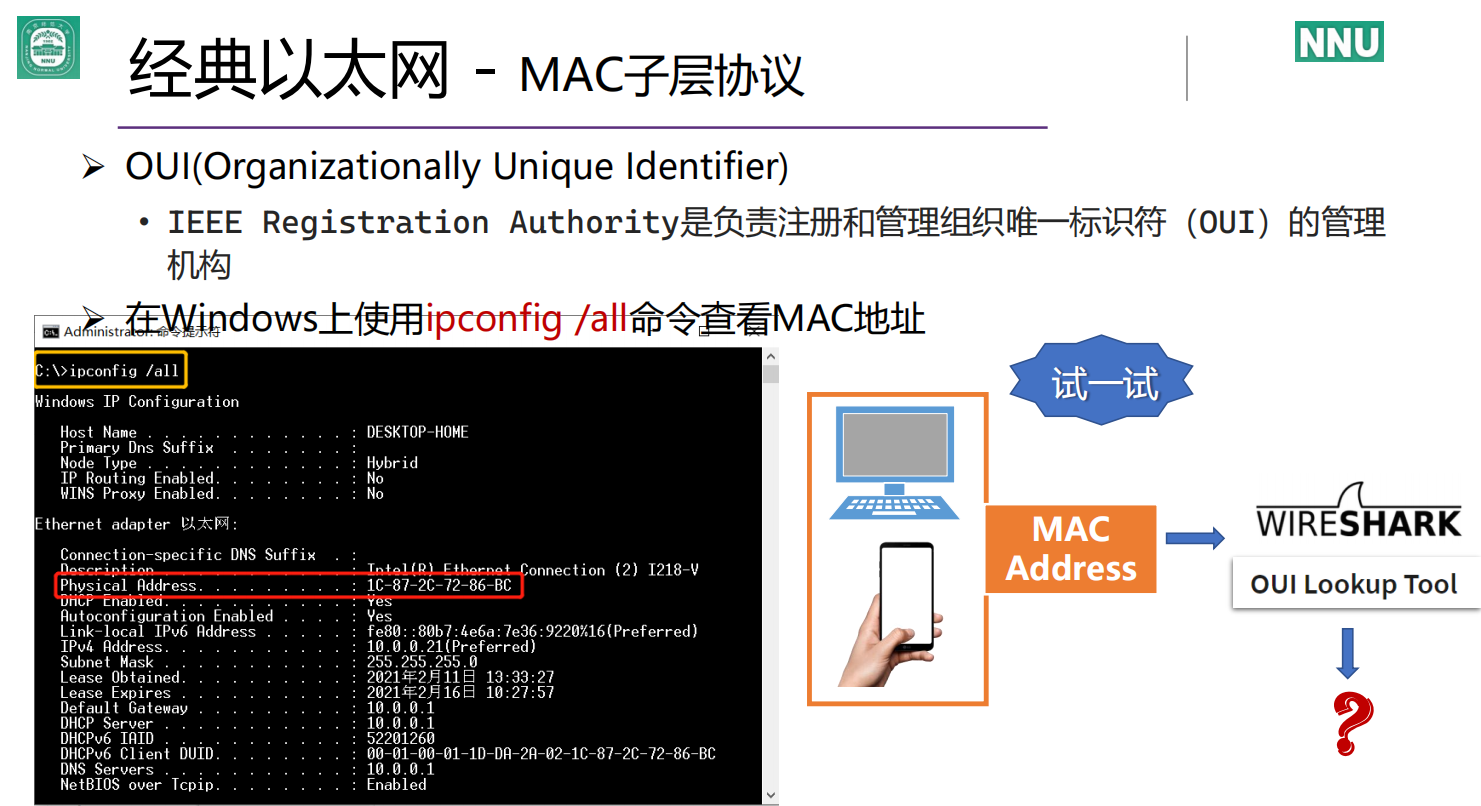 NNU
经典以太网 - MAC子层协议
NNU
➢ OUI(Organizationally Unique Identifier)
• IEEE Registration Authority是负责注册和管理组织唯一标识符（OUI）的管理
机构
➢ 在Windows上使用ipconfig /all命令查看MAC地址
Administrator: 命令提示符
C:\>ipconfig /all
Windows IP Configuration
Host Name . . . . . . . . . . . . : DESKTOP-HOME
Primary Dns Suffix . . . . . . . :
Node Type . . . . . . . . . . . . : Hybrid
IP Routing Enabled. . . . . . . . : No
WINS Proxy Enabled. . . . . . . . : No
Ethernet adapter 以太网:
Connection-specific DNS Suffix . :
Description . . . . . . . . . . . : Intel(R) Ethernet Connection (2) I218-V
Physical Address. . . . . . . . . : 1C-87-2C-72-86-BC
DHCP Enabled. . . . . . . . . . . : Yes
Autoconfiguration Enabled . . . . : Yes
Link-local IPv6 Address . . . . . : fe80::80b7:4e6a:7e36:9220%16(Preferred)
IPv4 Address. . . . . . . . . . . : 10.0.0.21(Preferred)
Subnet Mask . . . . . . . . . . . : 255.255.255.0
Lease Obtained. . . . . . . . . . : 2021年2月11日 13:33:27
Lease Expires . . . . . . . . . . : 2021年2月16日 10:27:57
Default Gateway . . . . . . . . . : 10.0.0.1
DHCP Server . . . . . . . . . . . : 10.0.0.1
DHCPv6 IAID . . . . . . . . . . . : 52201260
DHCPv6 Client DUID. . . . . . . . : 00-01-00-01-1D-DA-2A-02-1C-87-2C-72-86-BC
DNS Servers . . . . . . . . . . . : 10.0.0.1
NetBIOS over Tcpip. . . . . . . . : Enabled
试一试
MAC
Address
WIRESHARK
OUI Lookup Tool
?